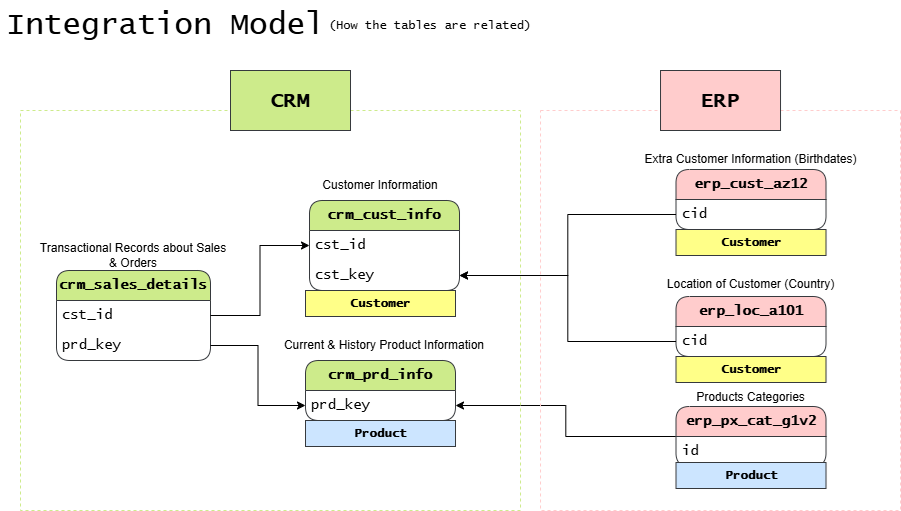 Integration Model (How the tables are related)
CRM
ERP
Customer Information
crm_cust_info
cst_id
cst_key
Customer
Transactional Records about Sales
& Orders
crm_sales_details
cst_id
prd_key
Current & History Product Information
crm_prd_info
prd_key
Product
Extra Customer Information (Birthdates)
erp_cust_az12
cid
Customer
Location of Customer (Country)
erp_loc_a101
cid
Customer
Products Categories
erp_px_cat_g1v2
id
Product